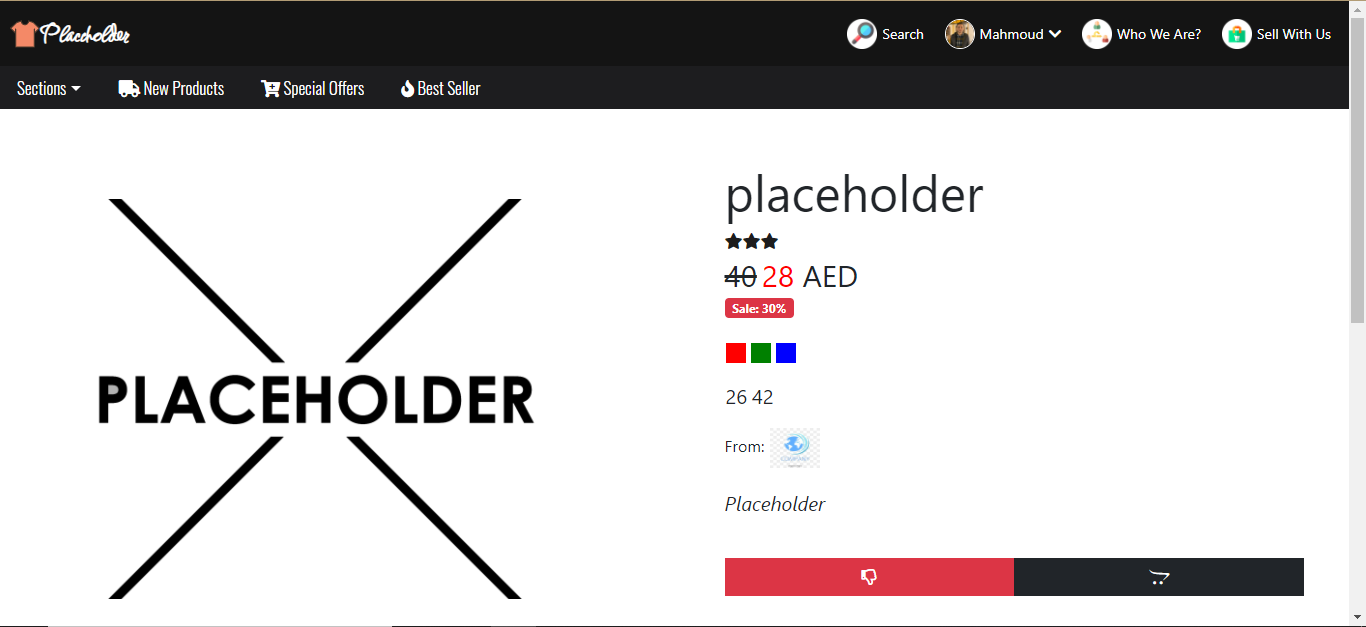 Placeholder
Search
Mahmoud
Who We Are?
Sell With Us
Sections
New Products
Special Offers
Best Seller
PLACEHOLDER
placeholder
40 28 AED
Sale: 30%
26 42
From:
Placeholder